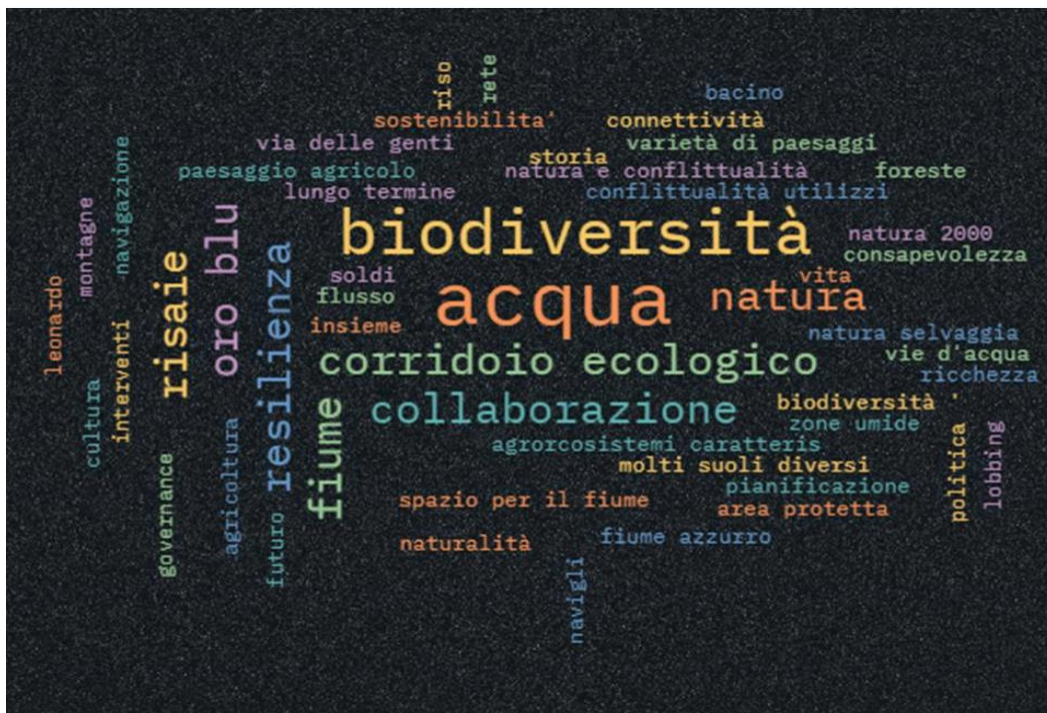 riso
rete
bacino
sostenibilita'
connettività
via delle genti
varietà di paesaggi
storia
paesaggio agricolo
natura e conflittualità
foreste
lungo termine
conflittualità utilizzi
navigazione
montagne
biodiversità
natura 2000
consapevolezza
oro blu
risaie
resilienza
soldi
vita
flusso
acqua
natura
leonardo
insieme
natura selvaggia
interventi
corridoio ecologico
vie d'acqua
ricchezza
cultura
fiume
collaborazione
biodiversità '
zone umide
agricoltura
agrorcosistemi caratteris
politica
lobbing
governance
molti suoli diversi
pianificazione
spazio per il fiume
area protetta
futuro
naturalità
fiume azzurro
navigli